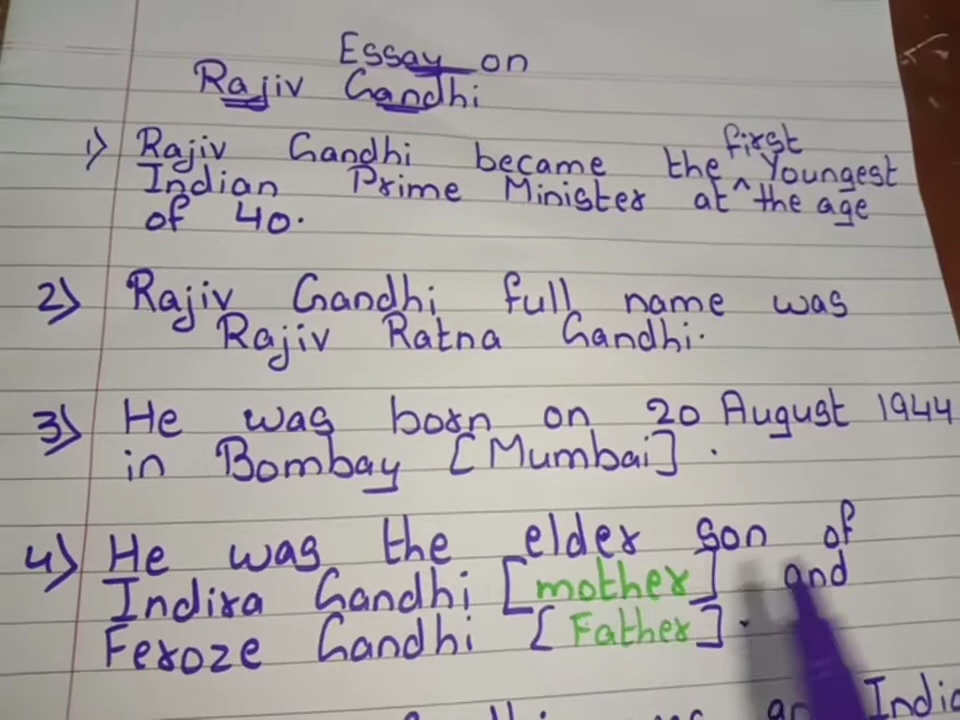 Essay on
Rajiv Gandhi
1) Rajiv Gandhi became the ^ first Youngest
Indian Prime Minister at the age
of 40.
2) Rajiv Gandhi full name was
Rajiv Ratna Gandhi.
3) He was born on 20 August 1944
in Bombay [Mumbai].
4) He was the elder son of
Indira Gandhi [mother] and
Feroze Gandhi [Father].
an Indi